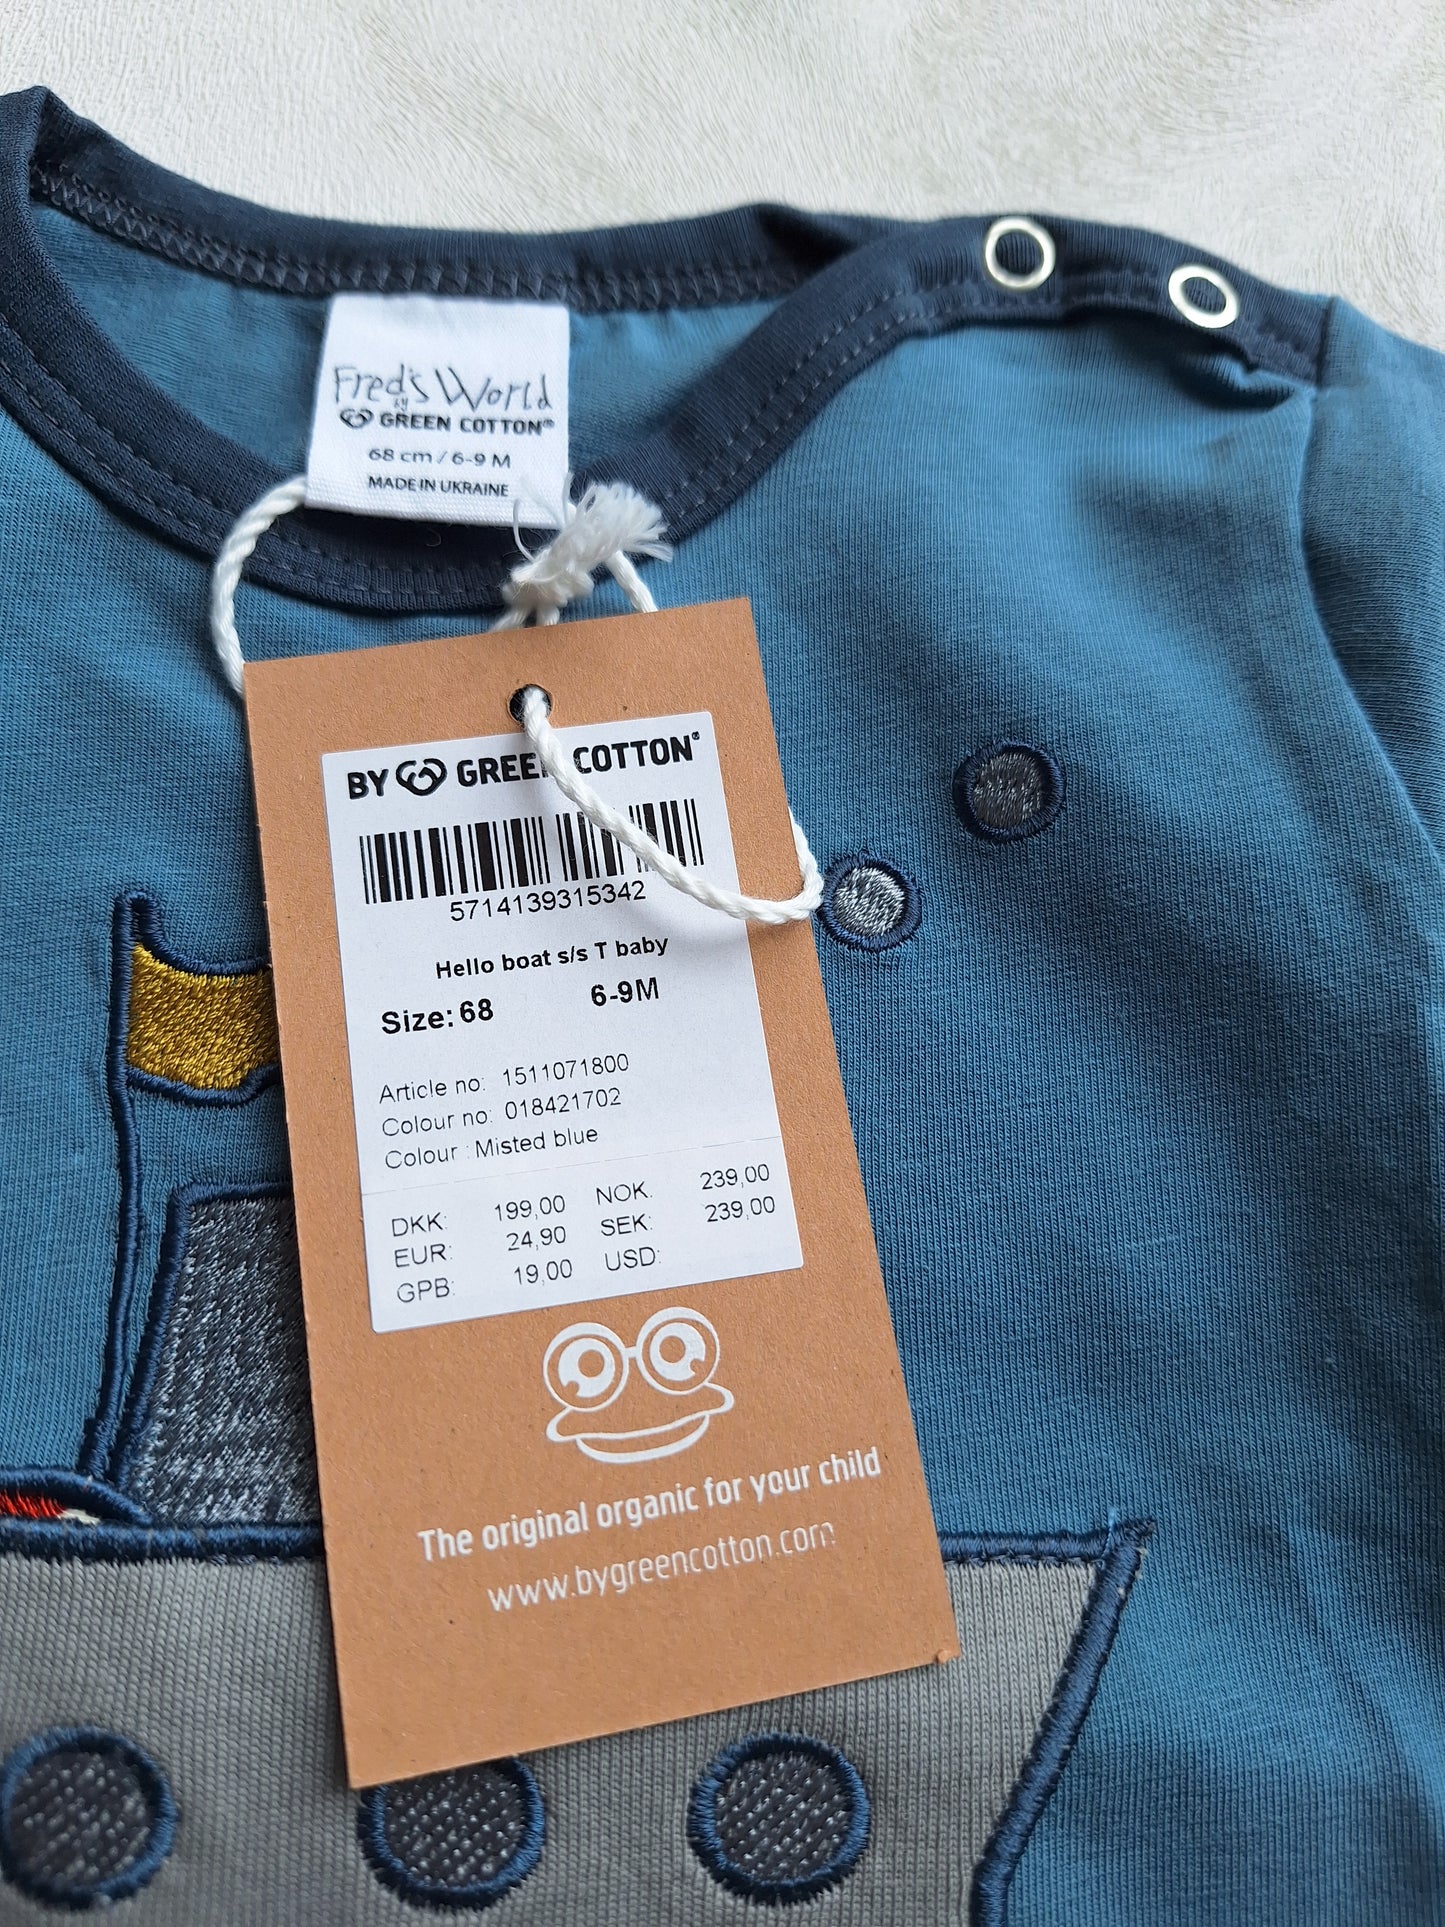 Fred's World
by
GREEN COTTON®
68 cm / 6-9 M
MADE IN UKRAINE
BY GREEN COTTON®
5714139315342
Hello boat s/s T baby
Size: 68 6-9M
Article no: 1511071800
Colour no: 018421702
Colour : Misted blue
DKK: 199,00 NOK. 239,00
EUR: 24,90 SEK: 239,00
GPB: 19,00 USD:
The original organic for your child
www.bygreencotton.com